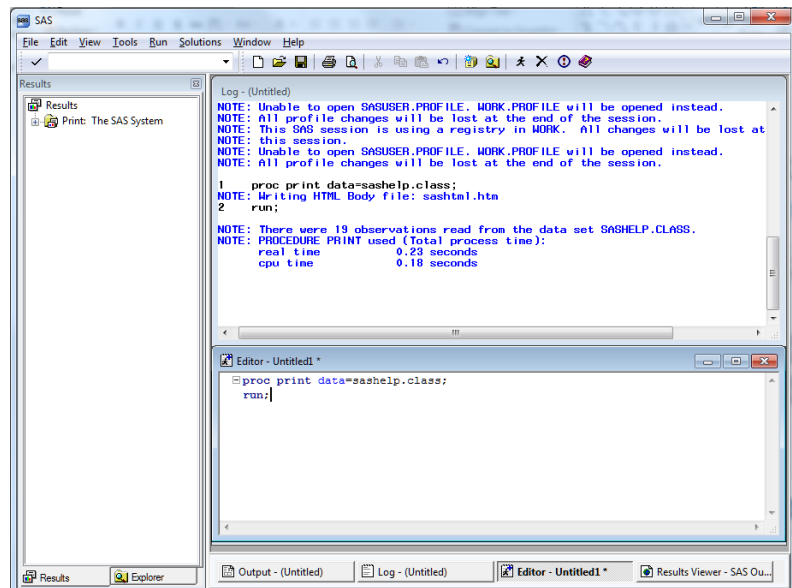 SAS
File Edit View Tools Run Solutions Window Help
Results
Results
Print: The SAS System
Log - (Untitled)
NOTE: Unable to open SASUSER.PROFILE. WORK.PROFILE will be opened instead.
NOTE: All profile changes will be lost at the end of the session.
NOTE: This SAS session is using a registry in WORK.  All changes will be lost at
NOTE: this session.
NOTE: Unable to open SASUSER.PROFILE. WORK.PROFILE will be opened instead.
NOTE: All profile changes will be lost at the end of the session.
1    proc print data=sashelp.class;
NOTE: Writing HTML Body file: sashtml.htm
2    run;
NOTE: There were 19 observations read from the data set SASHELP.CLASS.
NOTE: PROCEDURE PRINT used (Total process time):
real time           0.23 seconds
cpu time            0.18 seconds
Editor - Untitled1 *
proc print data=sashelp.class;
run;
Results Explorer
Output - (Untitled) Log - (Untitled) Editor - Untitled1 * Results Viewer - SAS Ou...